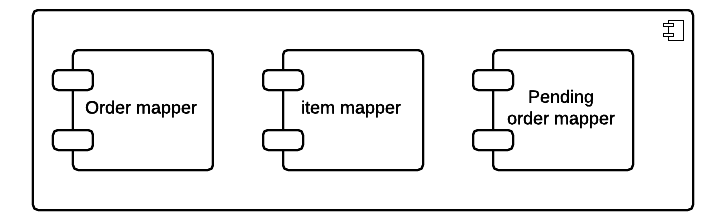 Order mapper
item mapper
Pending
order mapper